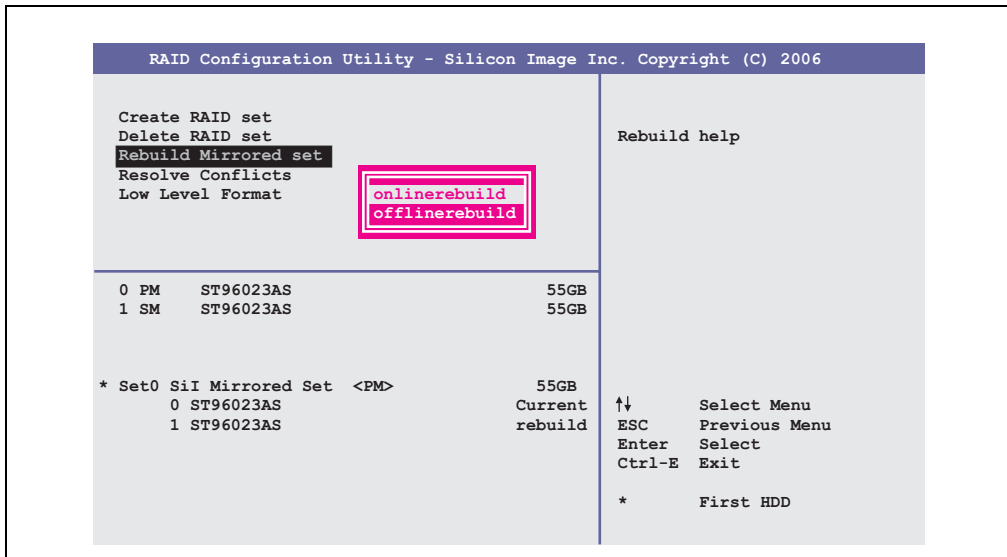 RAID Configuration Utility - Silicon Image Inc. Copyright (C) 2006
Create RAID set
Delete RAID set
Rebuild Mirrored set
Resolve Conflicts
Low Level Format
onlinerebuild
offlinerebuild
Rebuild help
0 PM ST96023AS 55GB
1 SM ST96023AS 55GB
* Set0 SiI Mirrored Set <PM> 55GB
0 ST96023AS Current
1 ST96023AS rebuild
↑↓ Select Menu
ESC Previous Menu
Enter Select
Ctrl-E Exit
* First HDD